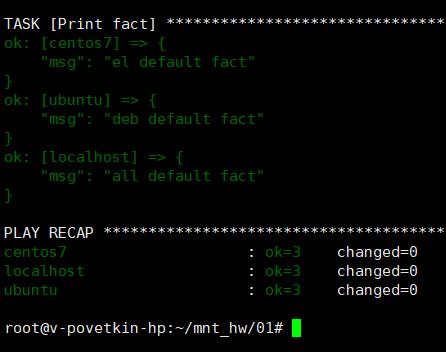 TASK [Print fact] *******************************
ok: [centos7] => {
    "msg": "el default fact"
}
ok: [ubuntu] => {
    "msg": "deb default fact"
}
ok: [localhost] => {
    "msg": "all default fact"
}
PLAY RECAP **************************************
centos7                    : ok=3    changed=0
localhost                  : ok=3    changed=0
ubuntu                     : ok=3    changed=0
root@v-povetkin-hp:~/mnt_hw/01#